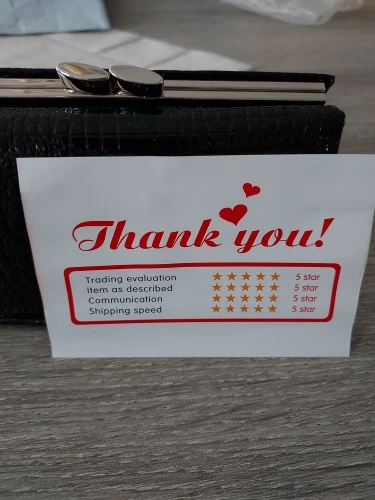 Thank you!
Trading evaluation ★★★★★ 5 star
Item as described ★★★★★ 5 star
Communication ★★★★★ 5 star
Shipping speed ★★★★★ 5 star